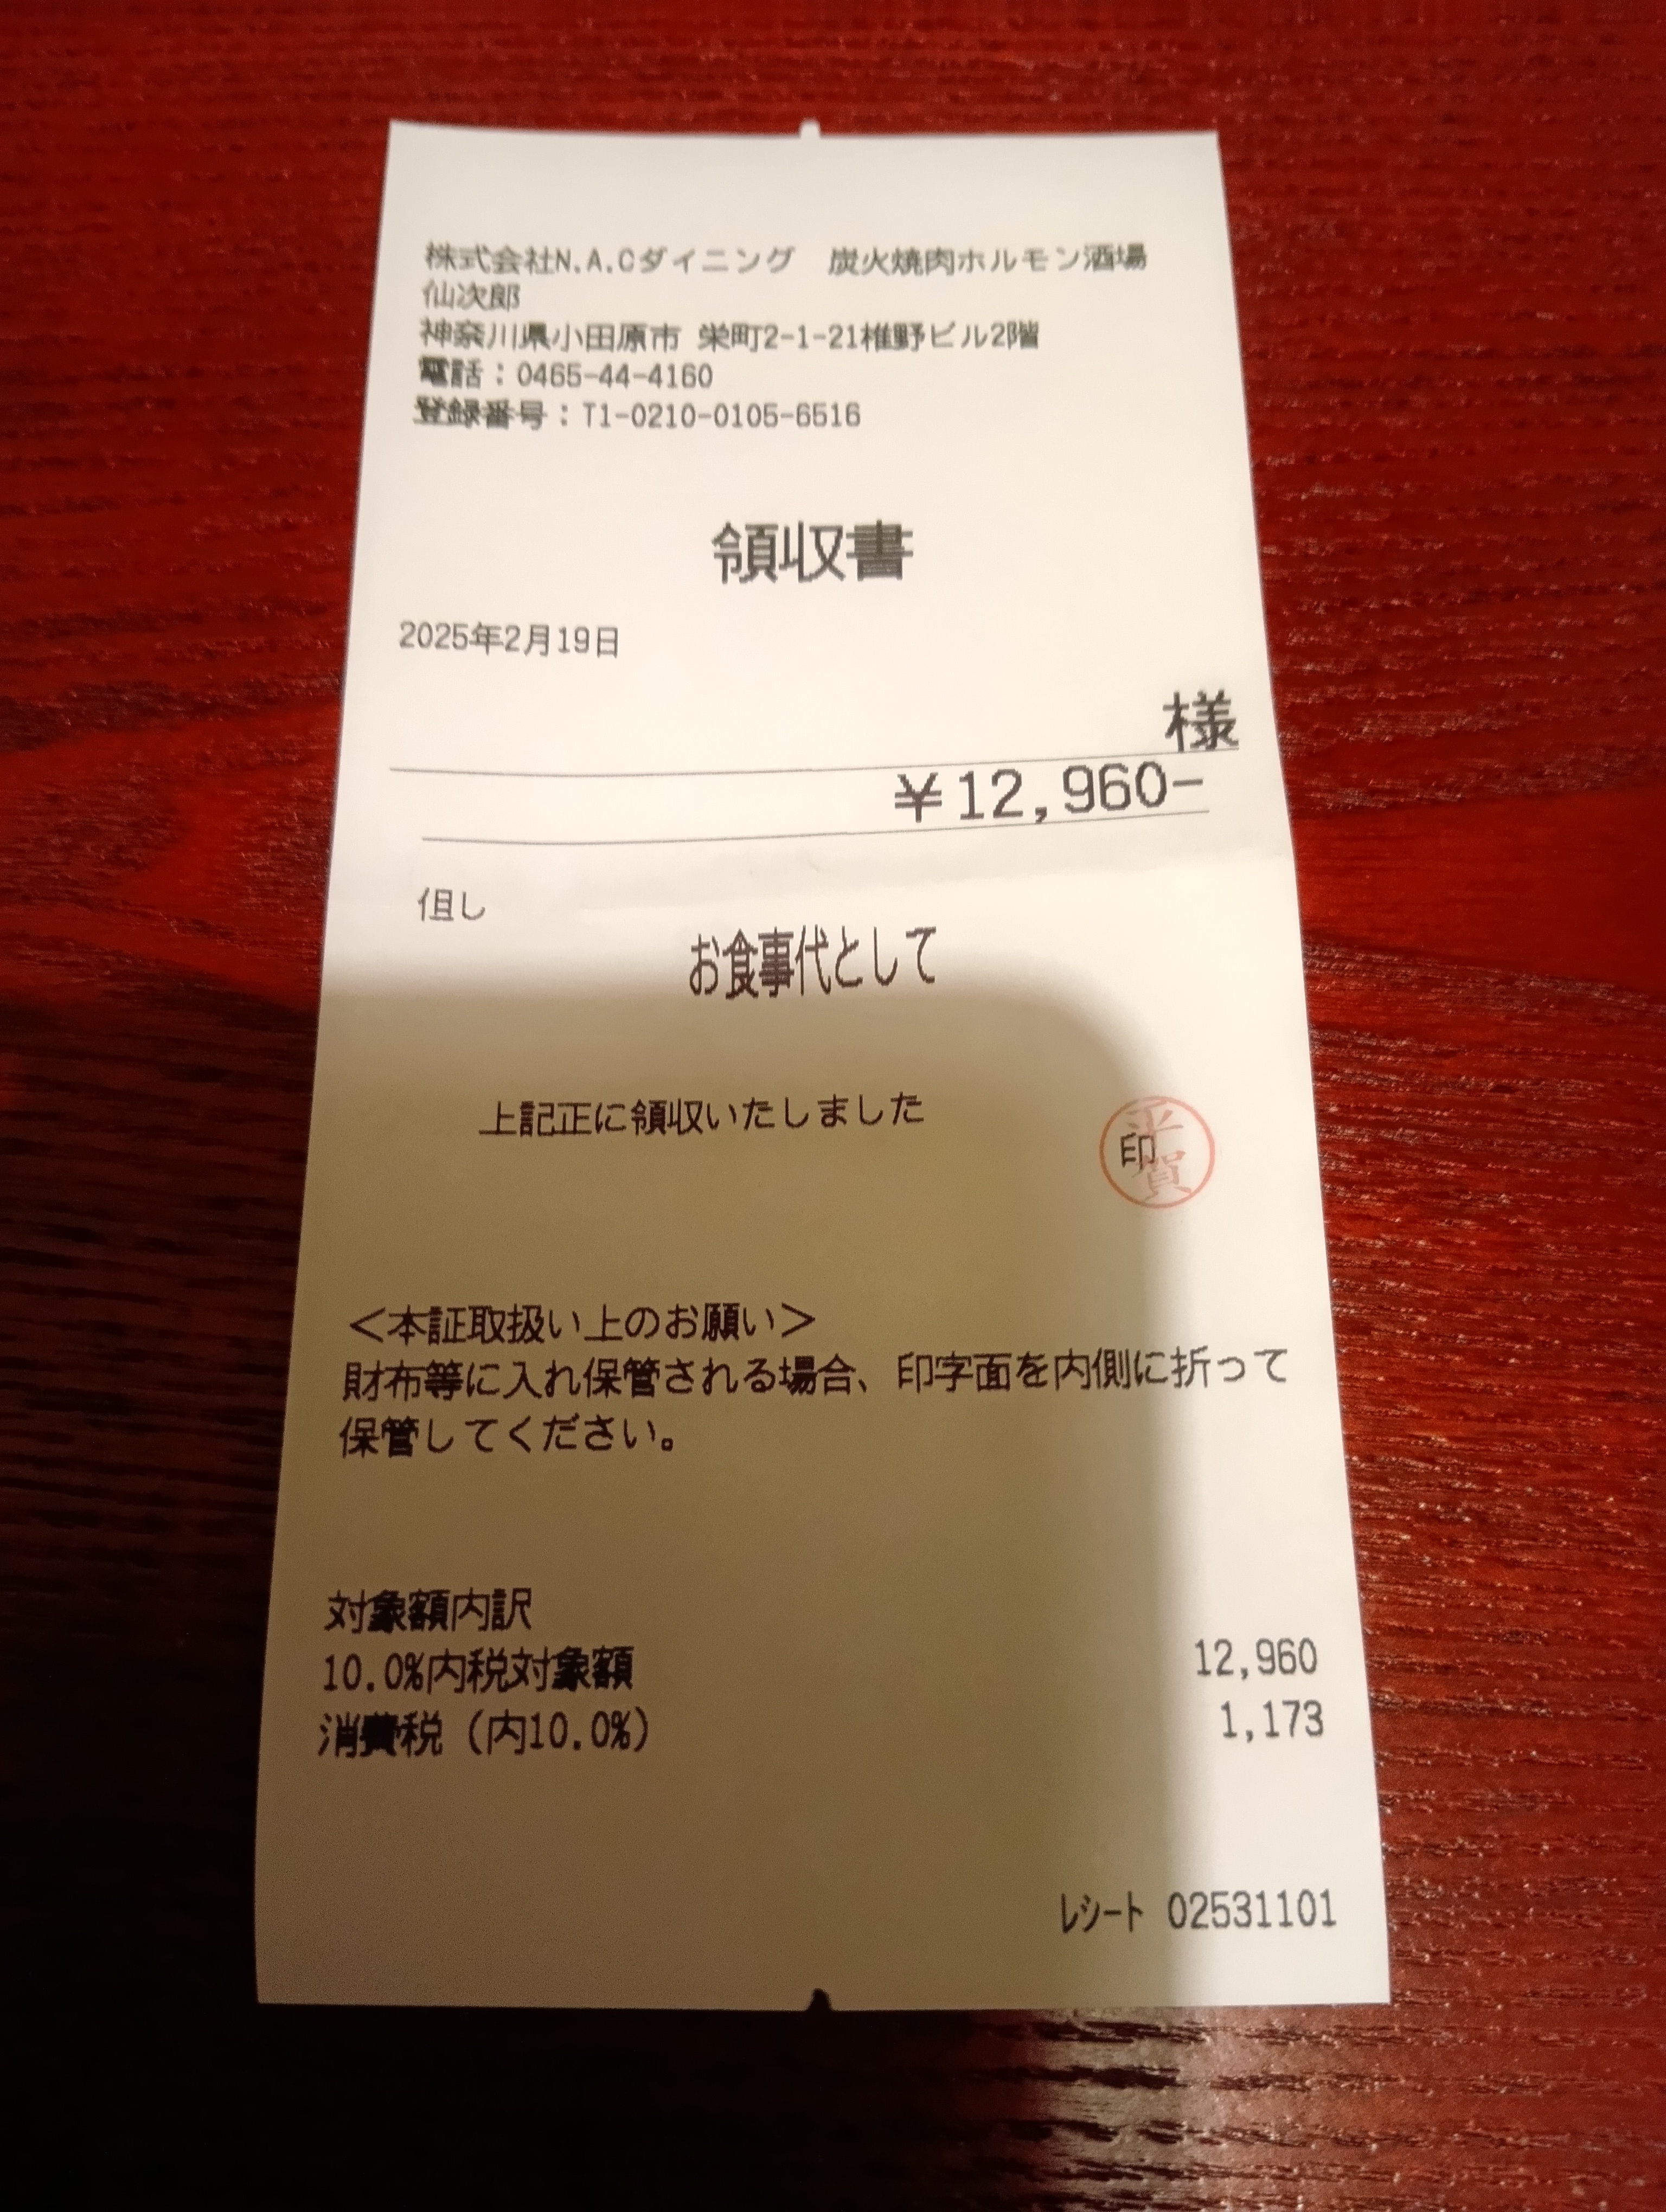 株式会社N.A.Cダイニング　炭火焼肉ホルモン酒場
仙次郎
神奈川県小田原市 栄町2-1-21椎野ビル2階
電話：0465-44-4160
登録番号：T1-0210-0105-6516
領収書
2025年2月19日
様
￥12,960-
但し
お食事代として
上記正に領収いたしました
印
平賀
＜本証取扱い上のお願い＞
財布等に入れ保管される場合、印字面を内側に折って
保管してください。
対象額内訳
10.0%内税対象額 12,960
消費税（内10.0%） 1,173
レシート 02531101